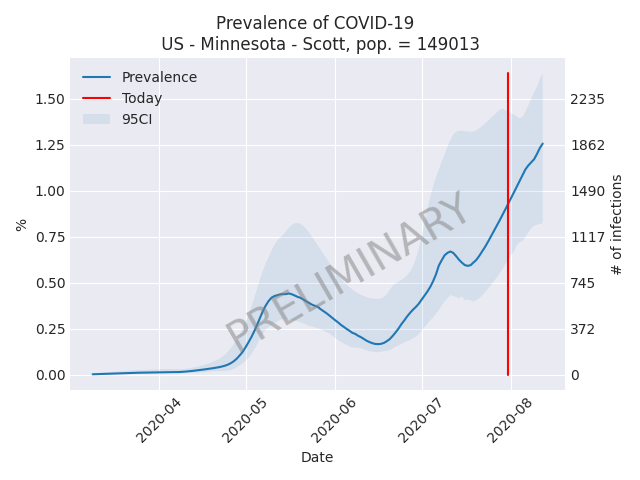 Prevalence of COVID-19
US - Minnesota - Scott, pop. = 149013
Prevalence
Today
95CI
1.50
1.25
1.00
0.75
0.50
0.25
0.00
%
2235
1862
1490
1117
745
372
0
# of infections
PRELIMINARY
2020-04
2020-05
2020-06
2020-07
2020-08
Date